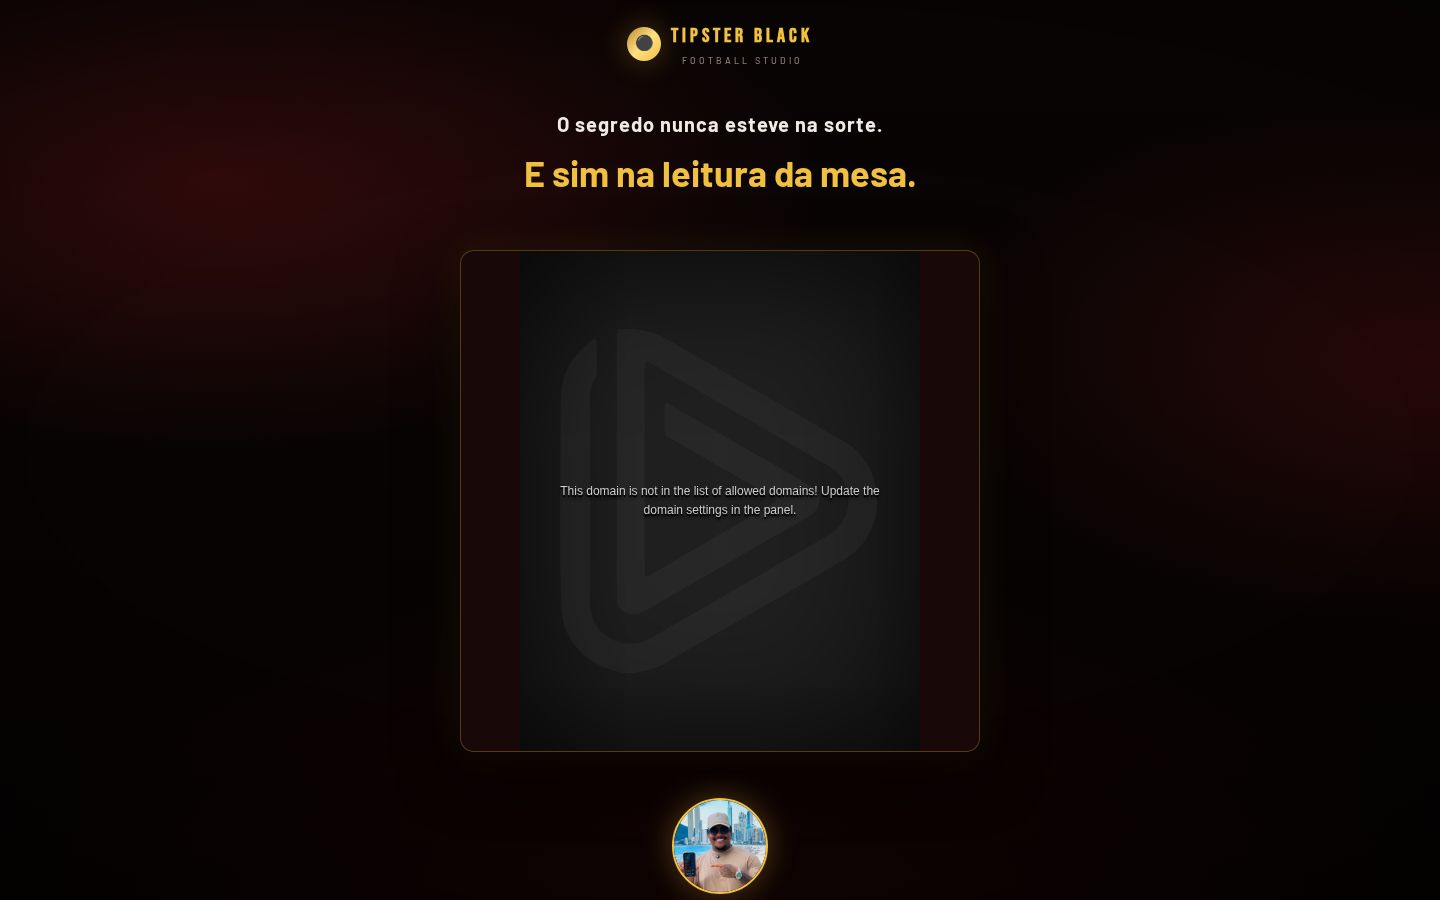 TIPSTER BLACK
FOOTBALL STUDIO
O segredo nunca esteve na sorte.
E sim na leitura da mesa.
This domain is not in the list of allowed domains! Update the
domain settings in the panel.